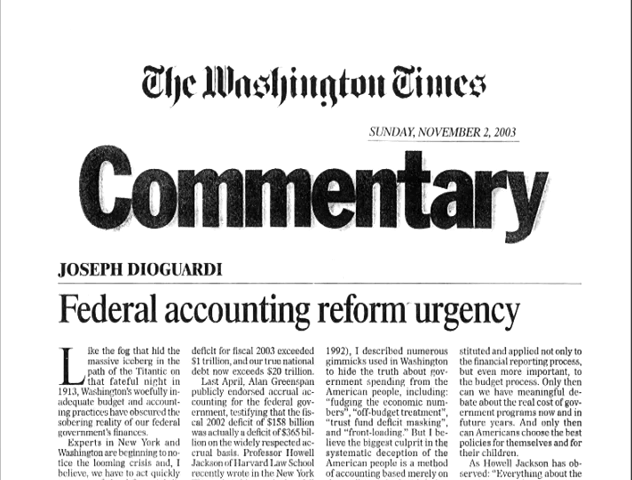 The Washington Times
SUNDAY, NOVEMBER 2, 2003
Commentary
JOSEPH DIOGUARDI
Federal accounting reform urgency
Like the fog that hid the
massive iceberg in the
path of the Titanic on
that fateful night in
1913, Washington's woefully in-
adequate budget and account-
ing practices have obscured the
sobering reality of our federal
government's finances.
Experts in New York and
Washington are beginning to no-
tice the looming crisis and, I
believe, we have to act quickly
deficit for fiscal 2003 exceeded
$1 trillion, and our true national
debt now exceeds $20 trillion.
Last April, Alan Greenspan
publicly endorsed accrual ac-
counting for the federal gov-
ernment, testifying that the fis-
cal 2002 deficit of $158 billion
was actually a deficit of $365 bil-
lion on the widely respected ac-
crual basis. Professor Howell
Jackson of Harvard Law School
recently wrote in the New York
1992), I described numerous
gimmicks used in Washington
to hide the truth about gov-
ernment spending from the
American people, including:
"fudging the economic num-
bers", "off-budget treatment",
"trust fund deficit masking",
and "front-loading." But I be-
lieve the biggest culprit in the
systematic deception of the
American people is a method
of accounting based merely on
stituted and applied not only to
the financial reporting process,
but even more important, to
the budget process. Only then
can we have meaningful de-
bate about the real cost of gov-
ernment programs now and in
future years. And only then
can Americans choose the best
policies for themselves and for
their children.
As Howell Jackson has ob-
served: "Everything about the